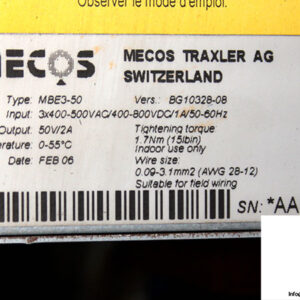 Observer le mode d'emploi.
MECOS
MECOS TRAXLER AG
SWITZERLAND
Type: MBE3-50 Vers.: BG10328-08
Input: 3x400-500VAC/400-800VDC/1A/50-60Hz
Output: 50V/2A Tightening torque:
1.7Nm (15lbin)
0-55°C Indoor use only
DATE: FEB 06 Wire size:
0.09-3.1mm2 (AWG 28-12)
Suitable for field wiring
SN: *AA